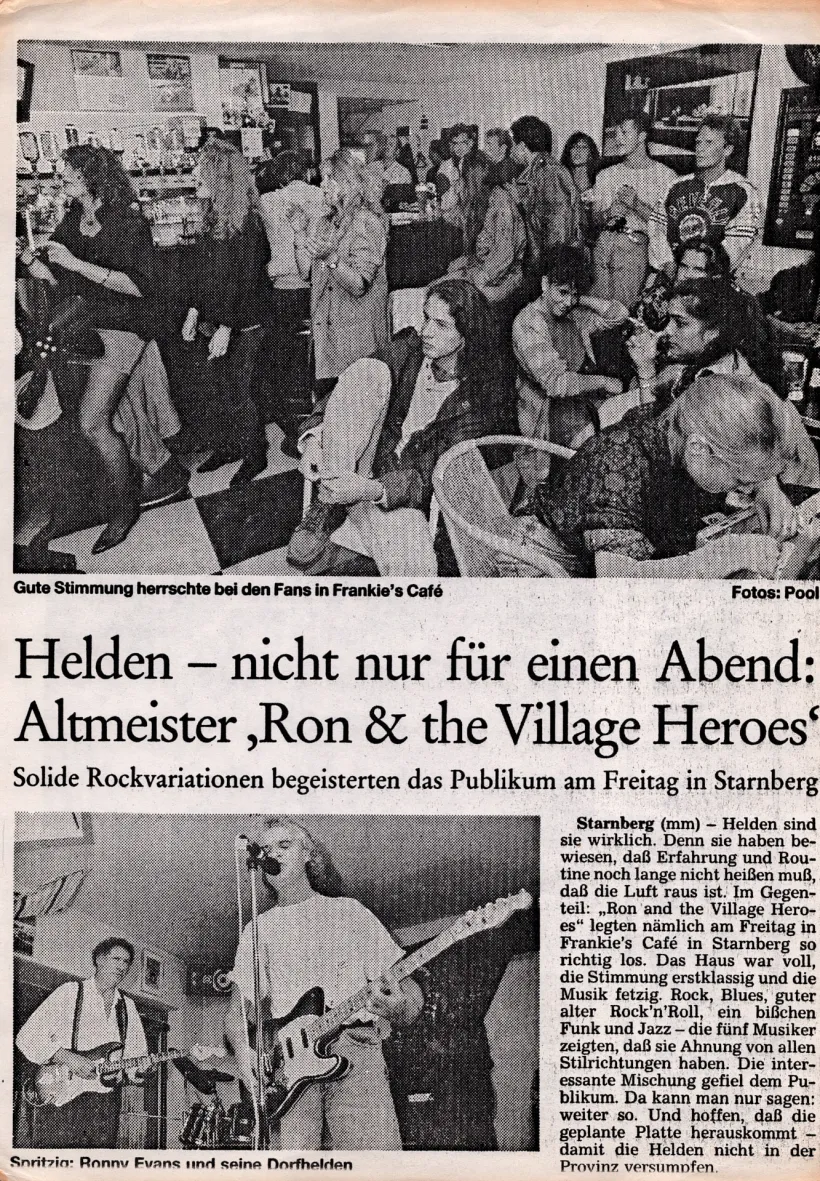 Gute Stimmung herrschte bei den Fans in Frankie's Café
Fotos: Pool
Helden – nicht nur für einen Abend:
Altmeister ‚Ron & the Village Heroes‘
Solide Rockvariationen begeisterten das Publikum am Freitag in Starnberg
Starnberg (mm) – Helden sind
sie wirklich. Denn sie haben be-
wiesen, daß Erfahrung und Rou-
tine noch lange nicht heißen muß,
daß die Luft raus ist. Im Gegen-
teil: „Ron and the Village Hero-
es“ legten nämlich am Freitag in
Frankie's Café in Starnberg so
richtig los. Das Haus war voll,
die Stimmung erstklassig und die
Musik fetzig. Rock, Blues, guter
alter Rock'n'Roll, ein bißchen
Funk und Jazz – die fünf Musiker
zeigten, daß sie Ahnung von allen
Stilrichtungen haben. Die inter-
essante Mischung gefiel dem Pu-
blikum. Da kann man nur sagen:
weiter so. Und hoffen, daß die
geplante Platte herauskommt –
damit die Helden nicht in der
Provinz versumpfen.
Spritzig: Ronny Evans und seine Dorfhelden